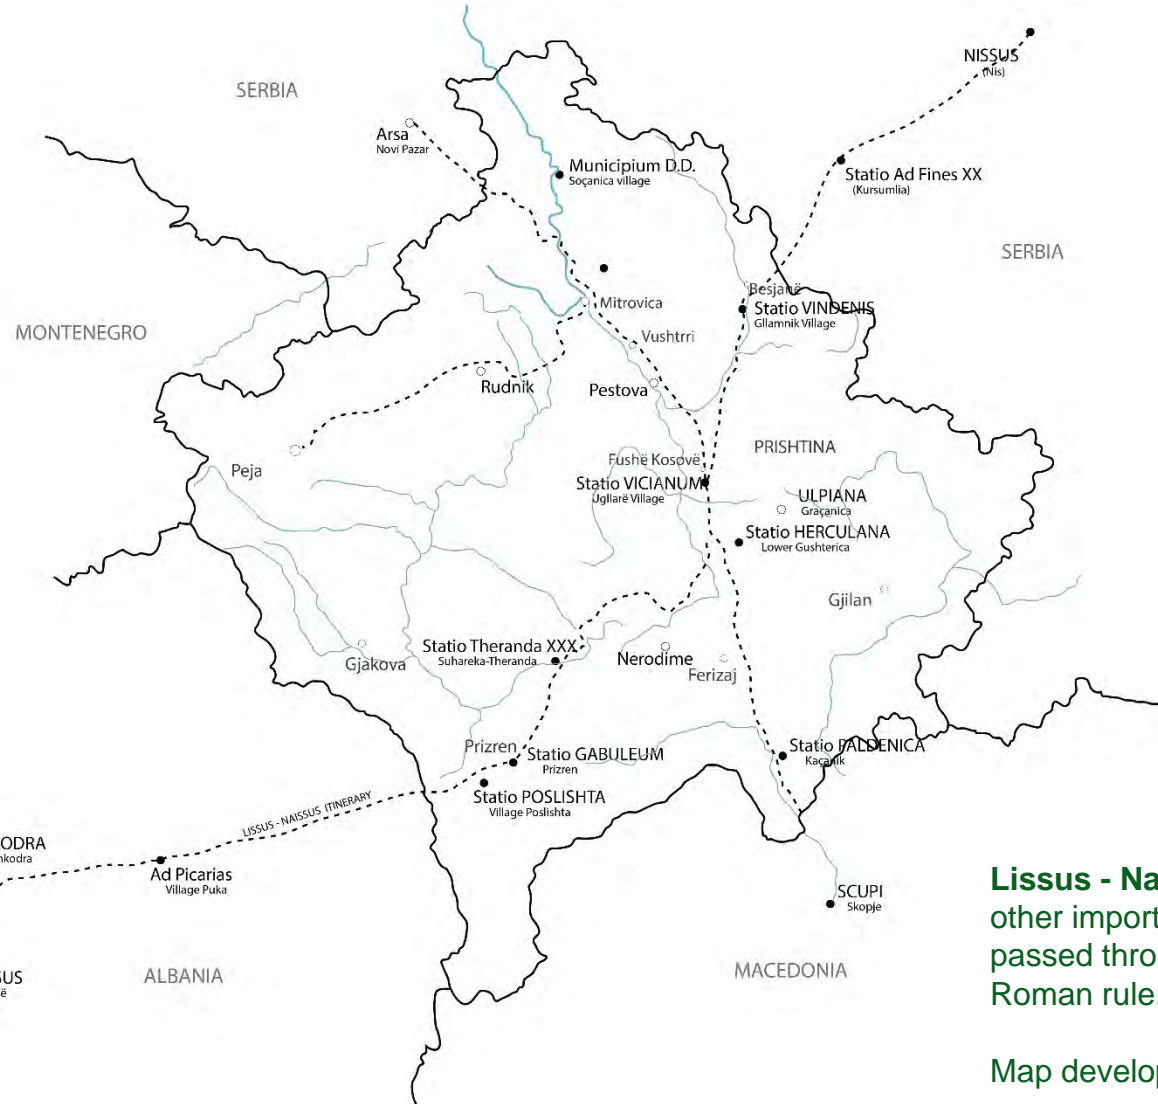 NISSUS
(Nis)
SERBIA
Arsa
Novi Pazar
Municipium D.D.
Soçanica village
Statio Ad Fines XX
(Kursumlia)
SERBIA
Besjanë
Statio VINDENIS
Gllamnik Village
Mitrovica
MONTENEGRO
Vushtrri
Rudnik
Pestova
PRISHTINA
Fushë Kosovë
Peja
Statio VICIANUM
Ugllarë Village
ULPIANA
Graçanica
Statio HERCULANA
Lower Gushterica
Gjilan
Statio Theranda XXX
Suhareka-Theranda
Nerodime
Gjakova
Ferizaj
Prizren
Statio GABULEUM
Prizren
Statio PALDENICA
Kaçanik
Statio POSLISHTA
Village Poslishta
LISSUS - NAISSUS ITINERARY
ODRA
nkodra
Ad Picarias
Village Puka
SCUPI
Skopje
Lissus - Na
other import
passed thro
Roman rule.
MACEDONIA
ALBANIA
SUS
ë
Map develop